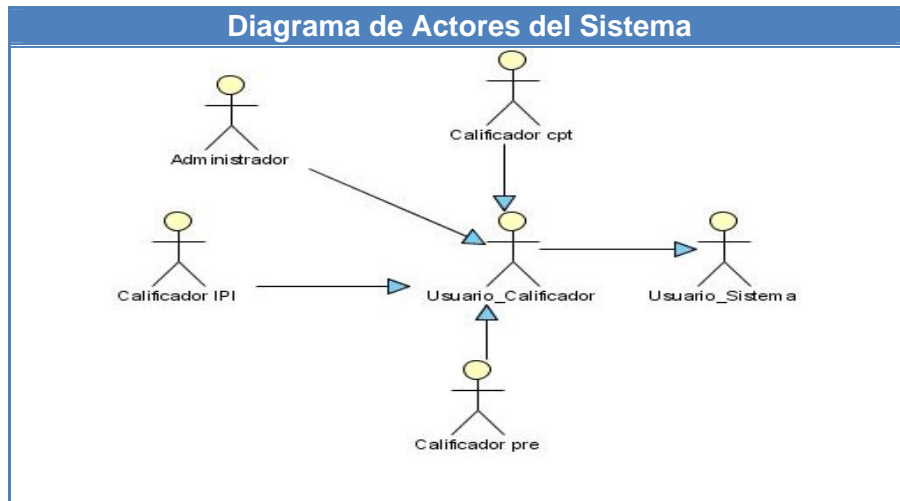 Diagrama de Actores del Sistema
Calificador cpt
Administrador
Calificador IPI
Usuario_Calificador
Usuario_Sistema
Calificador pre